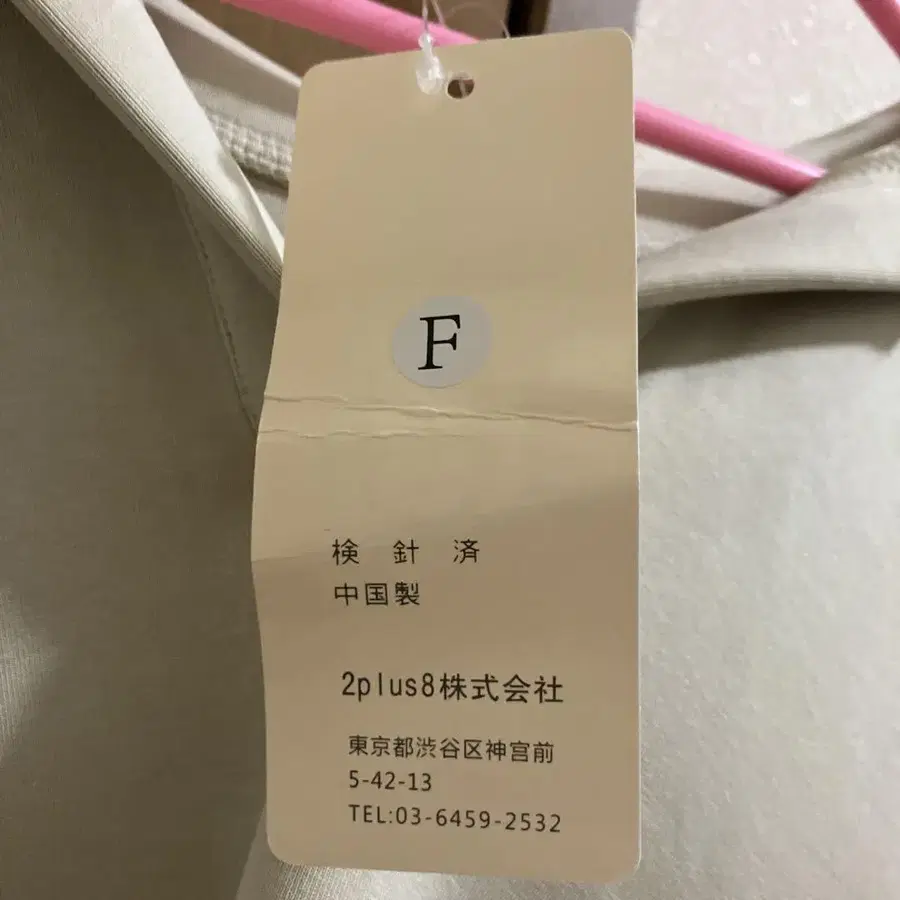 F
検 針 済
中国製
2plus8株式会社
東京都渋谷区神宮前
5-42-13
TEL:03-6459-2532